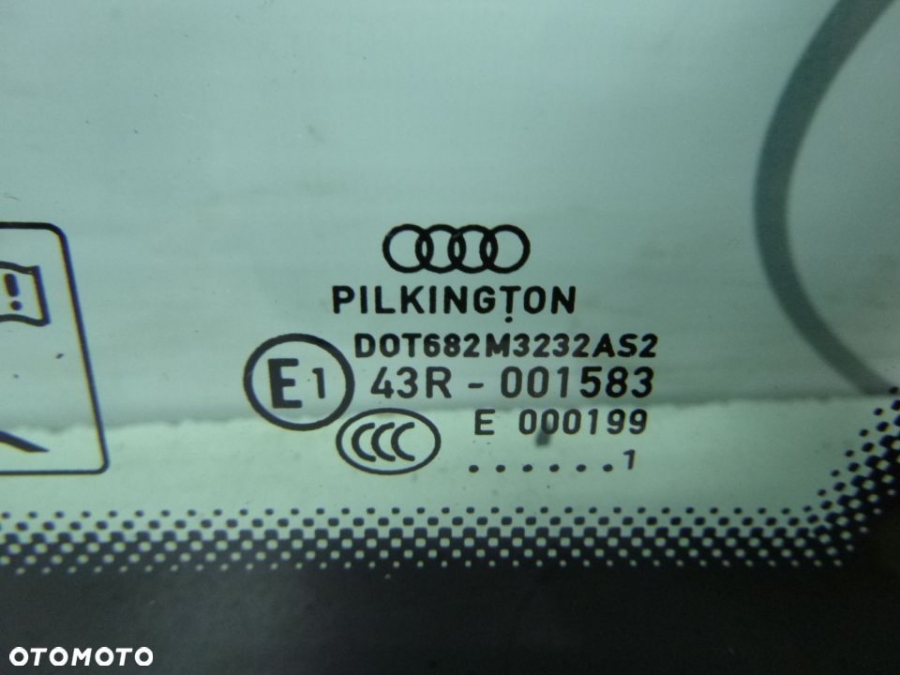 PILKINGTON
DOT682M3232AS2
E1
43R - 001583
CCC
E 000199
. . . . . . 1
!
OTOMOTO